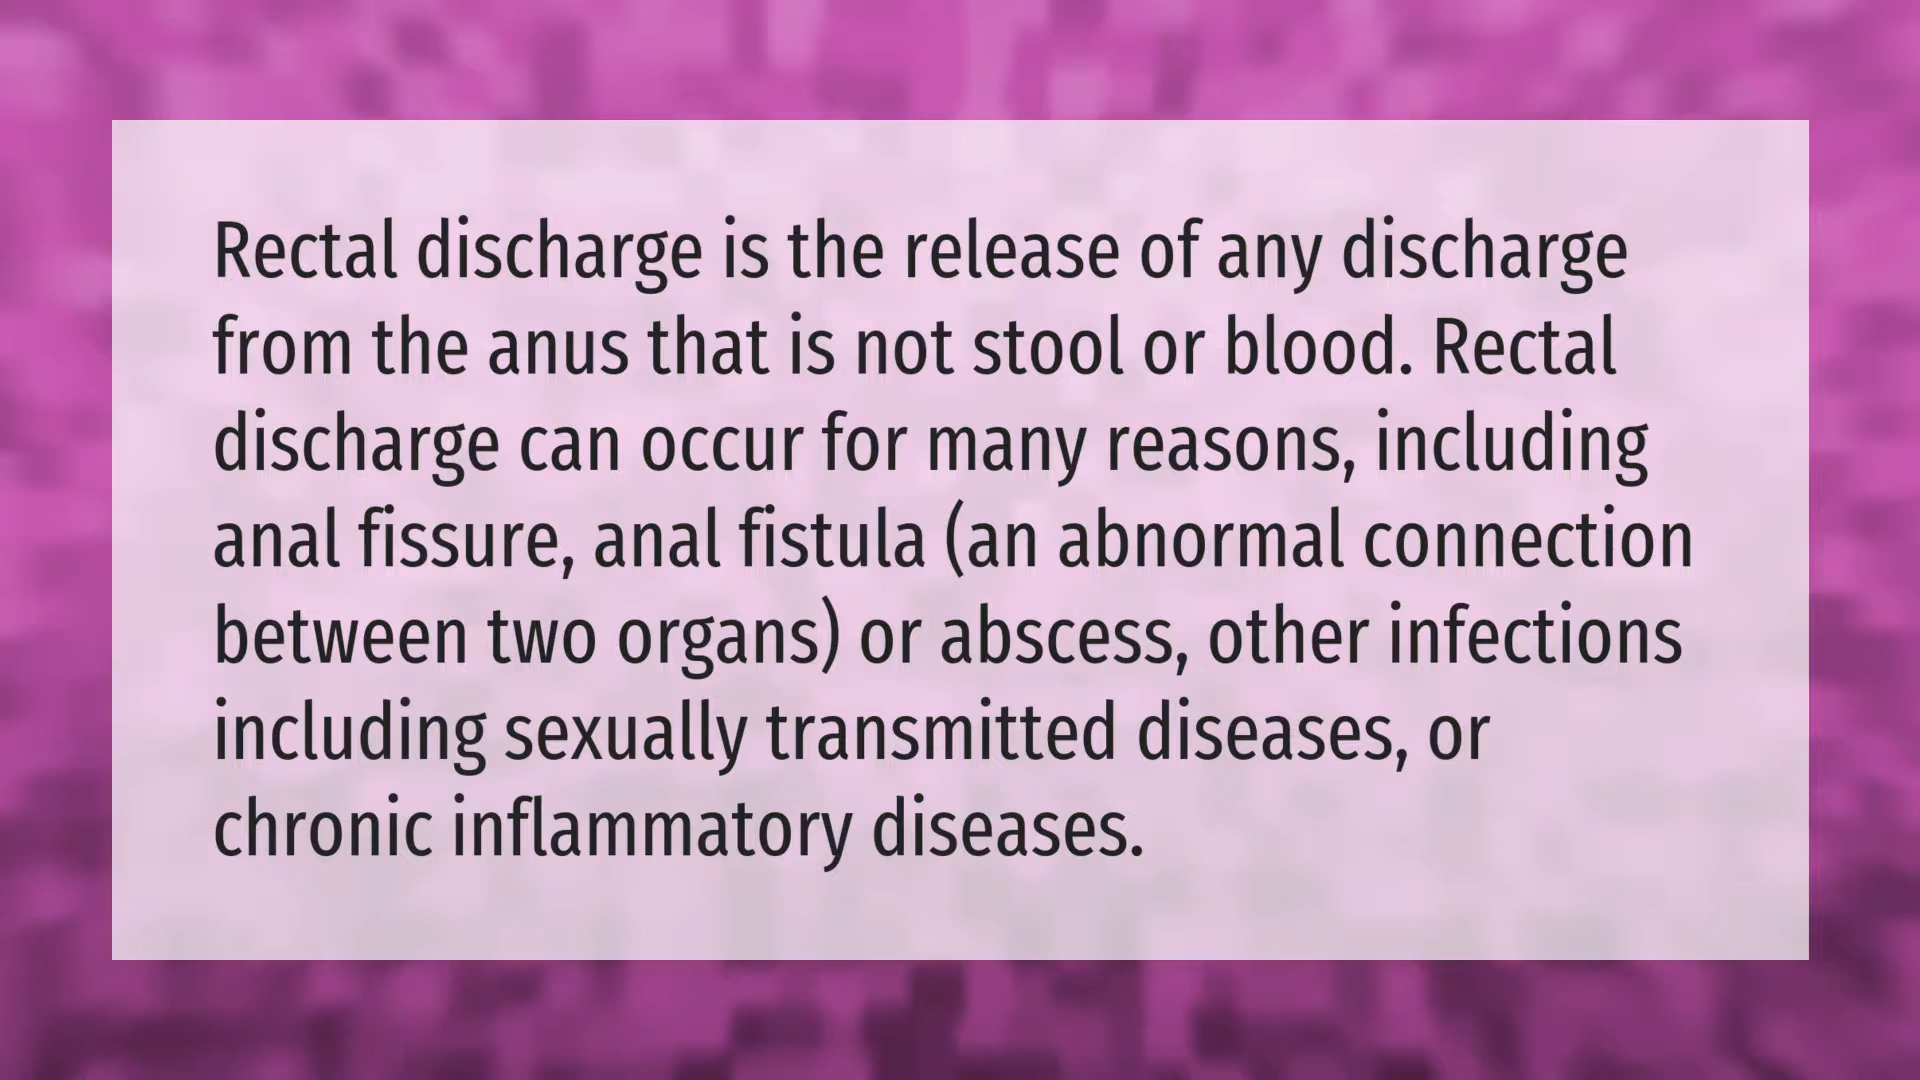 Rectal discharge is the release of any discharge
from the anus that is not stool or blood. Rectal
discharge can occur for many reasons, including
anal fissure, anal fistula (an abnormal connection
between two organs) or abscess, other infections
including sexually transmitted diseases, or
chronic inflammatory diseases.